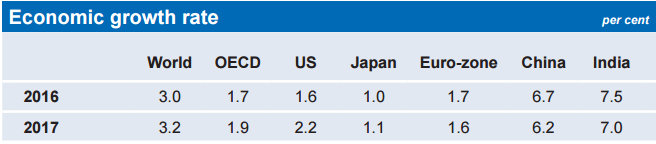 Economic growth rate per cent
World OECD US Japan Euro-zone China India
2016 3.0 1.7 1.6 1.0 1.7 6.7 7.5
2017 3.2 1.9 2.2 1.1 1.6 6.2 7.0